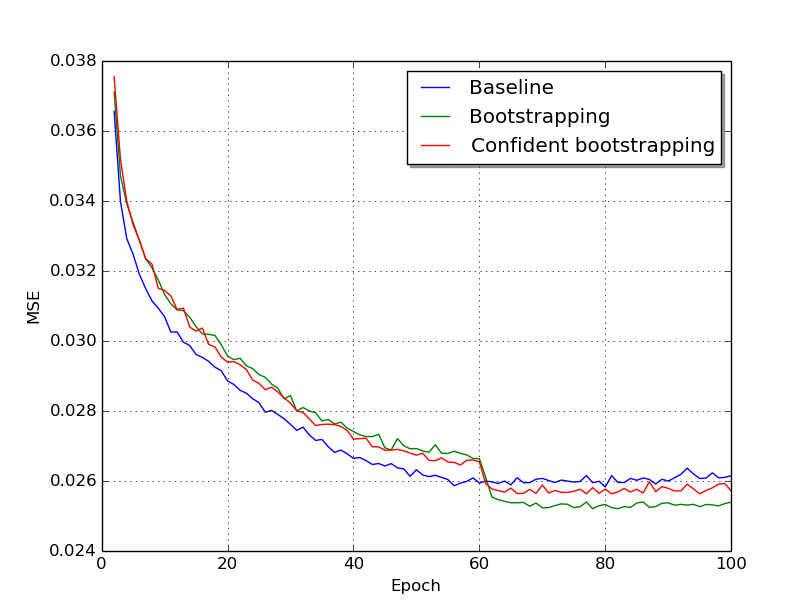 0.038
0.036
0.034
0.032
0.030
0.028
0.026
0.024
MSE
Baseline
Bootstrapping
Confident bootstrapping
0 20 40 60 80 100
Epoch